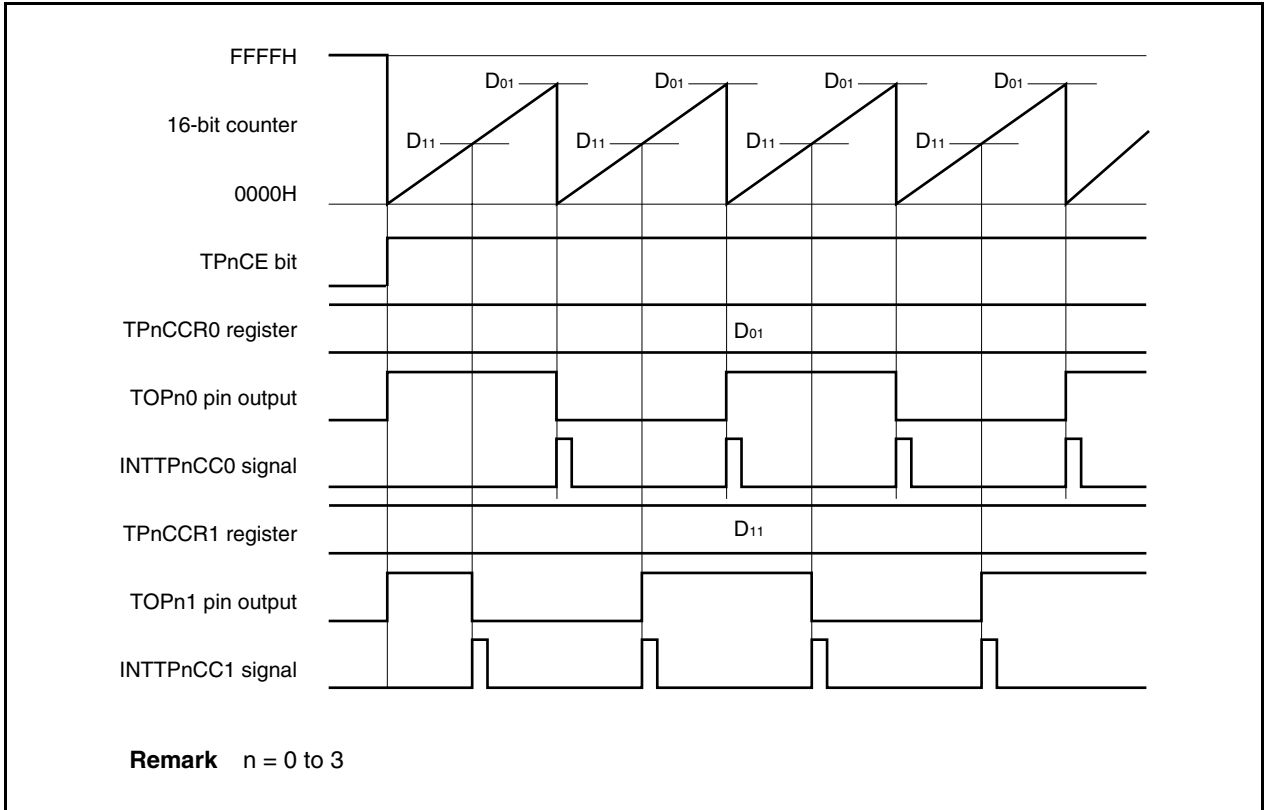 FFFFH
D01 D01 D01 D01
16-bit counter
D11 D11 D11 D11
0000H
TPnCE bit
TPnCCR0 register
D01
TOPn0 pin output
INTTPnCC0 signal
TPnCCR1 register
D11
TOPn1 pin output
INTTPnCC1 signal
Remark n = 0 to 3